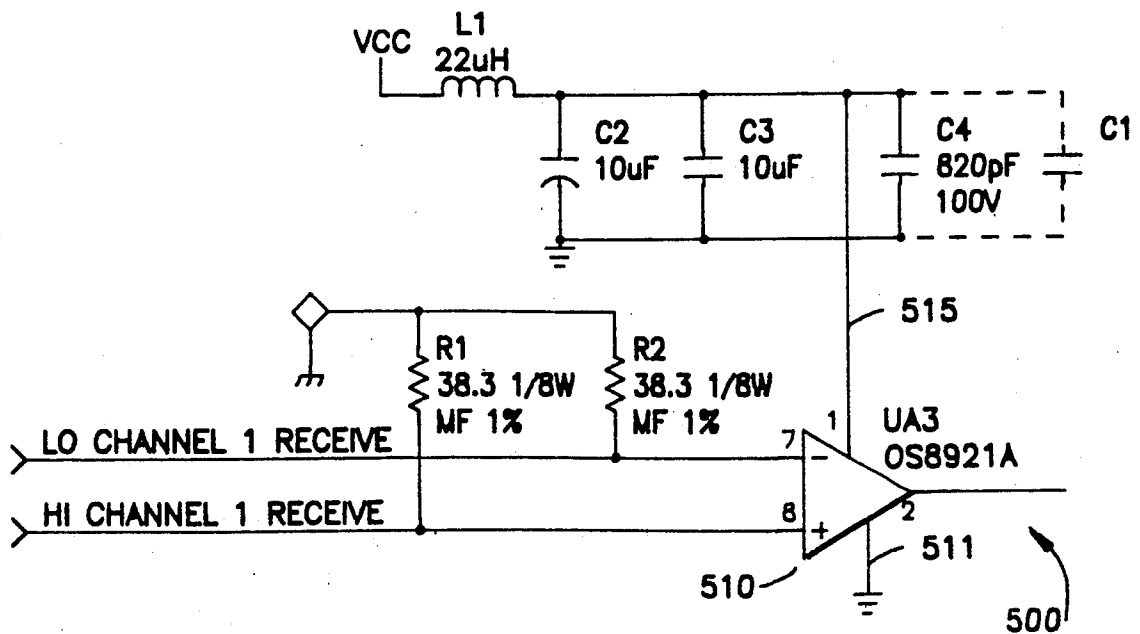 L1
VCC
22uH
C2
10uF
C3
10uF
C4
820pF
100V
C1
515
R1
38.3 1/8W
MF 1%
R2
38.3 1/8W
MF 1%
1
UA3
OS8921A
LO CHANNEL 1 RECEIVE
7
-
HI CHANNEL 1 RECEIVE
8
+
2
510
511
500